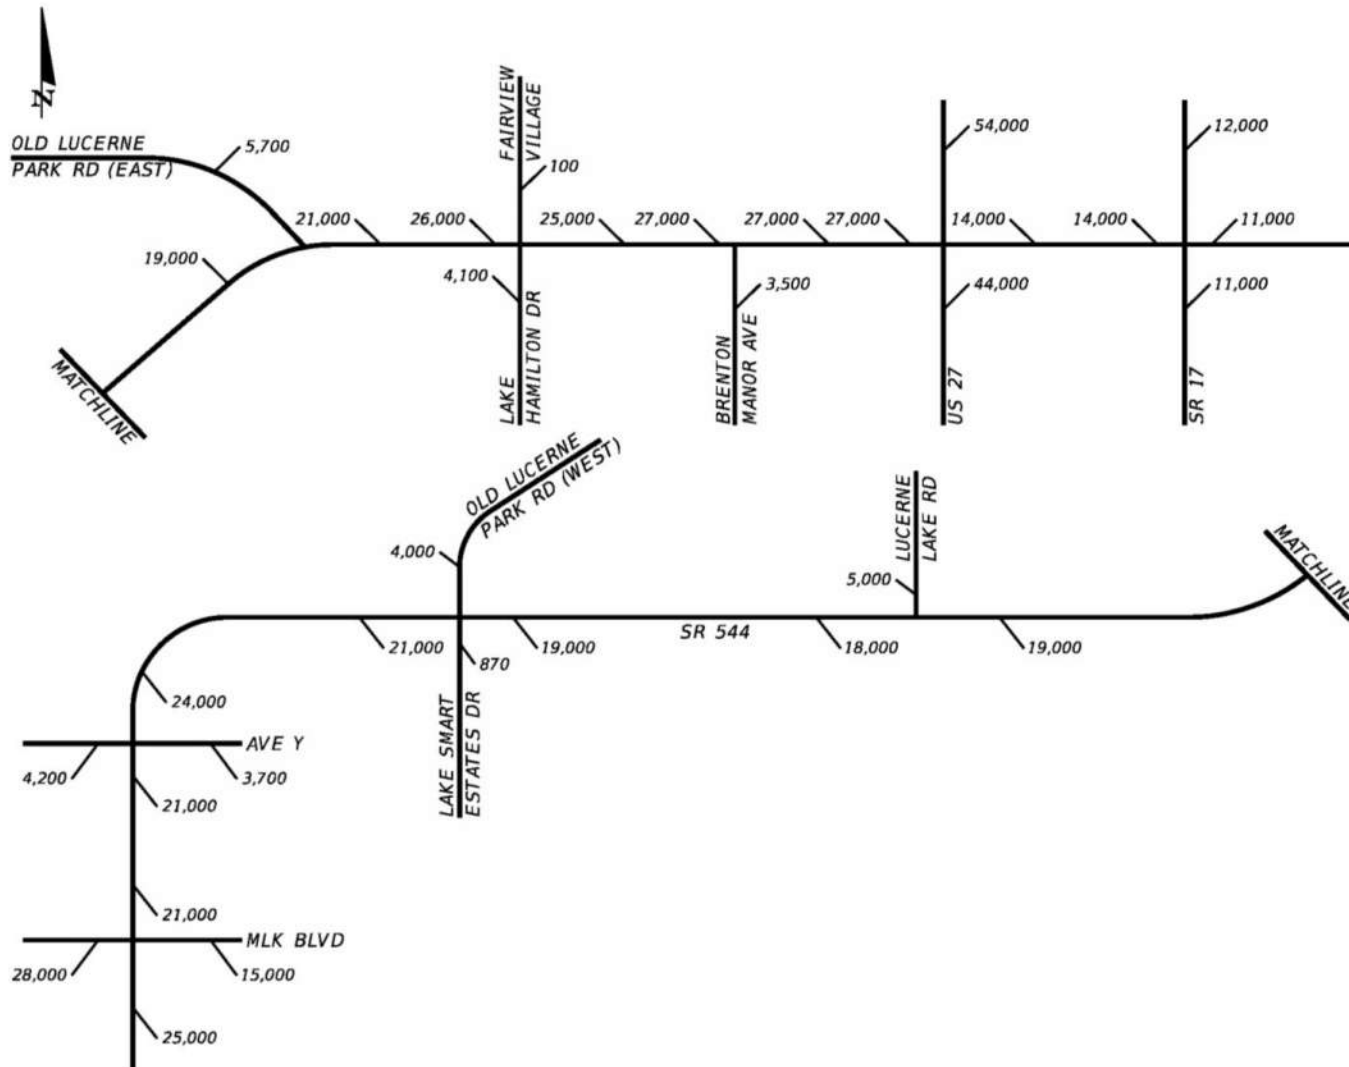 N
OLD LUCERNE
PARK RD (EAST)
5,700
FAIRVIEW
VILLAGE
100
54,000
12,000
21,000
26,000
25,000
27,000
27,000
27,000
14,000
14,000
11,000
19,000
4,100
3,500
44,000
11,000
MATCHLINE
LAKE
HAMILTON DR
BRENTON
MANOR AVE
US 27
SR 17
OLD LUCERNE
PARK RD (WEST)
4,000
LUCERNE
LAKE RD
5,000
MATCHLINE
21,000
870
19,000
SR 544
18,000
19,000
24,000
LAKE SMART
ESTATES DR
AVE Y
4,200
3,700
21,000
21,000
MLK BLVD
28,000
15,000
25,000